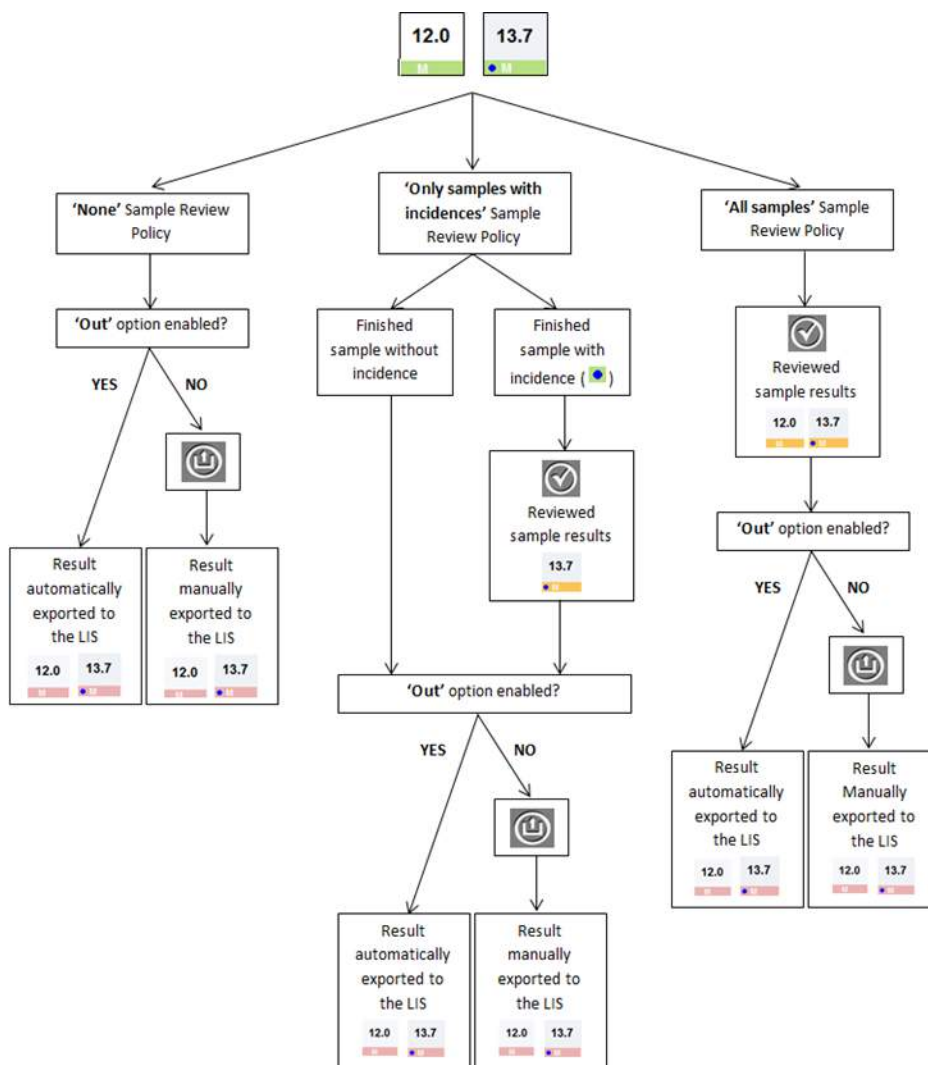 12.0
M
13.7
M
'None' Sample Review
Policy
'Out' option enabled?
YES
NO
Result
automatically
exported to
the LIS
12.0
M
13.7
M
Result
manually
exported to
the LIS
12.0
M
13.7
M
'Only samples with
incidences' Sample
Review Policy
Finished
sample without
incidence
Finished
sample with
incidence ( )
Reviewed
sample results
13.7
M
'Out' option enabled?
YES
NO
Result
automatically
exported to
the LIS
12.0
M
13.7
M
Result
manually
exported to
the LIS
12.0
M
13.7
M
'All samples' Sample
Review Policy
Reviewed
sample results
12.0
M
13.7
M
'Out' option enabled?
YES
NO
Result
automatically
exported to
the LIS
12.0
M
13.7
M
Result
Manually
exported to
the LIS
12.0
M
13.7
M